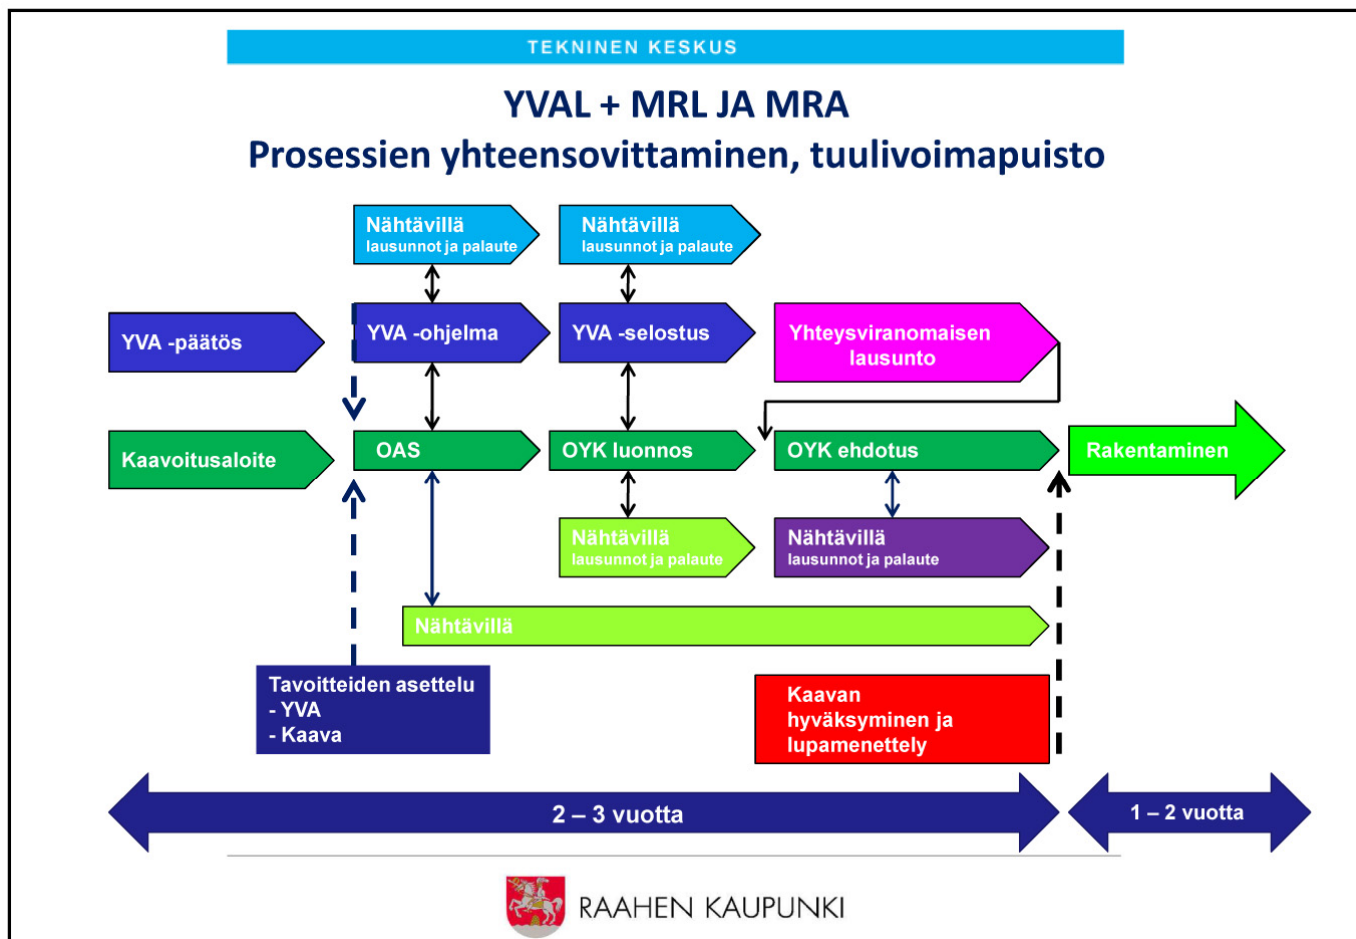 TEKNINEN KESKUS
YVAL + MRL JA MRA
Prosessien yhteensovittaminen, tuulivoimapuisto
Nähtävillä
lausunnot ja palaute
Nähtävillä
lausunnot ja palaute
YVA -päätös
YVA -ohjelma
YVA -selostus
Yhteysviranomaisen
lausunto
Kaavoitusaloite
OAS
OYK luonnos
OYK ehdotus
Rakentaminen
Nähtävillä
lausunnot ja palaute
Nähtävillä
lausunnot ja palaute
Nähtävillä
Tavoitteiden asettelu
- YVA
- Kaava
Kaavan
hyväksyminen ja
lupamenettely
2 – 3 vuotta
1 – 2 vuotta
RAAHEN KAUPUNKI